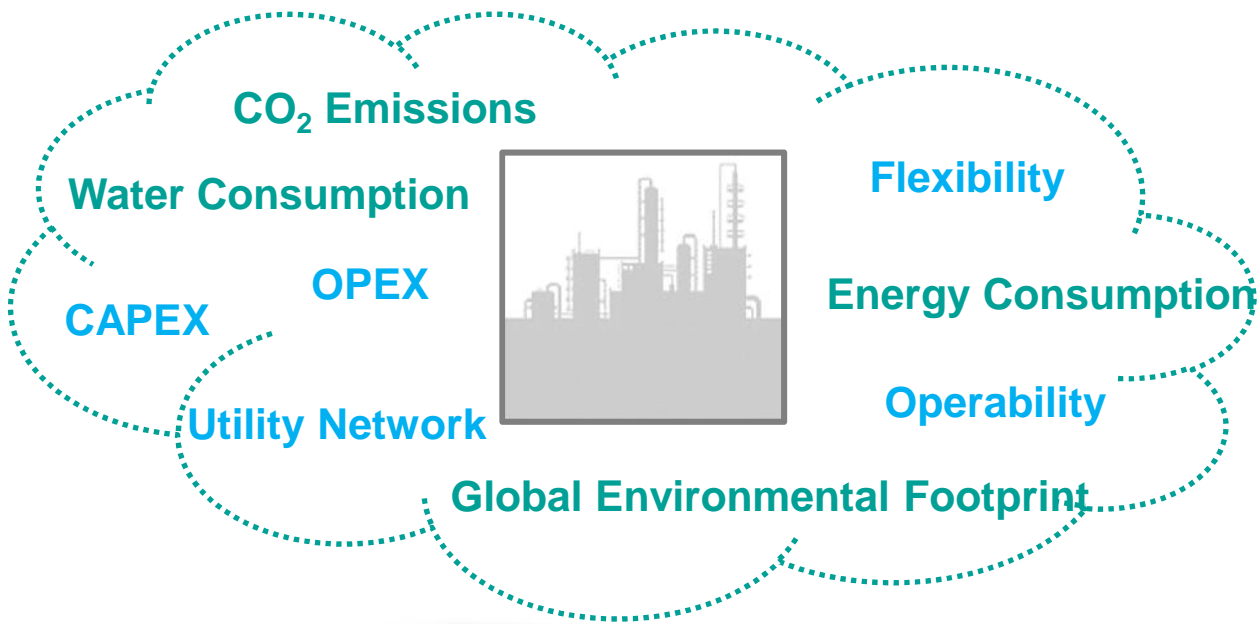 CO₂ Emissions
Water Consumption
Flexibility
OPEX
Energy Consumption
CAPEX
Operability
Utility Network
Global Environmental Footprint